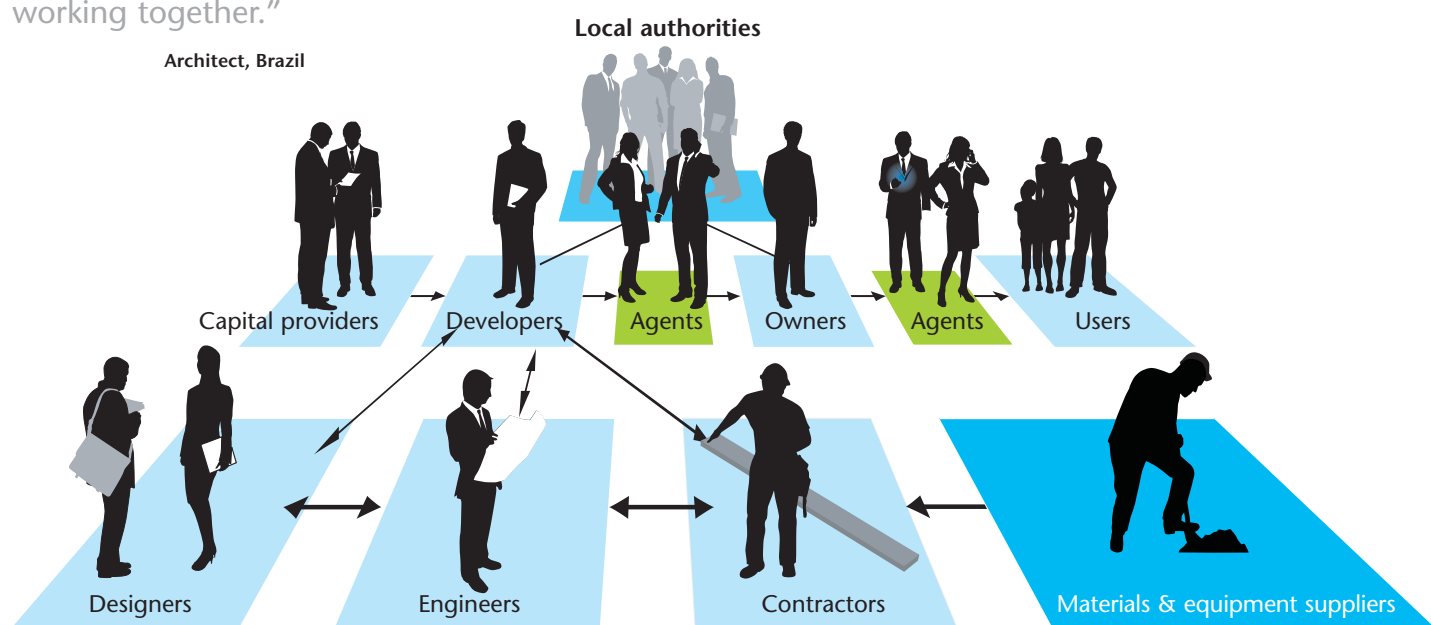 working together.”
Architect, Brazil
Local authorities
Capital providers
Developers
Agents
Owners
Agents
Users
Designers
Engineers
Contractors
Materials & equipment suppliers